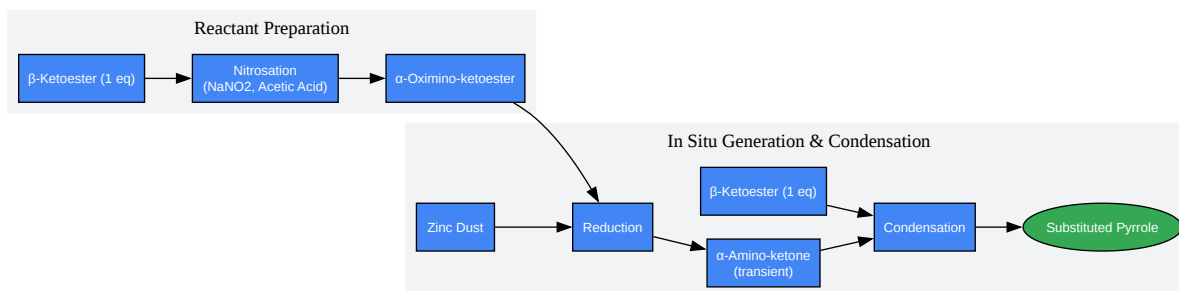 Reactant Preparation
β-Ketoester (1 eq)
Nitrosation
(NaNO2, Acetic Acid)
α-Oximino-ketoester
In Situ Generation & Condensation
β-Ketoester (1 eq)
Zinc Dust
Reduction
α-Amino-ketone
(transient)
Condensation
Substituted Pyrrole